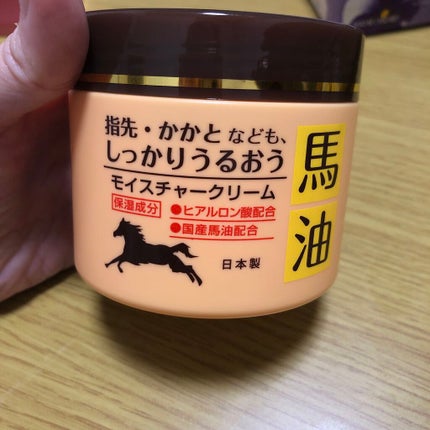 指先・かかと なども、
しっかりうるおう
モイスチャークリーム
保湿成分
●ヒアルロン酸配合
●国産馬油配合
日本製
馬油